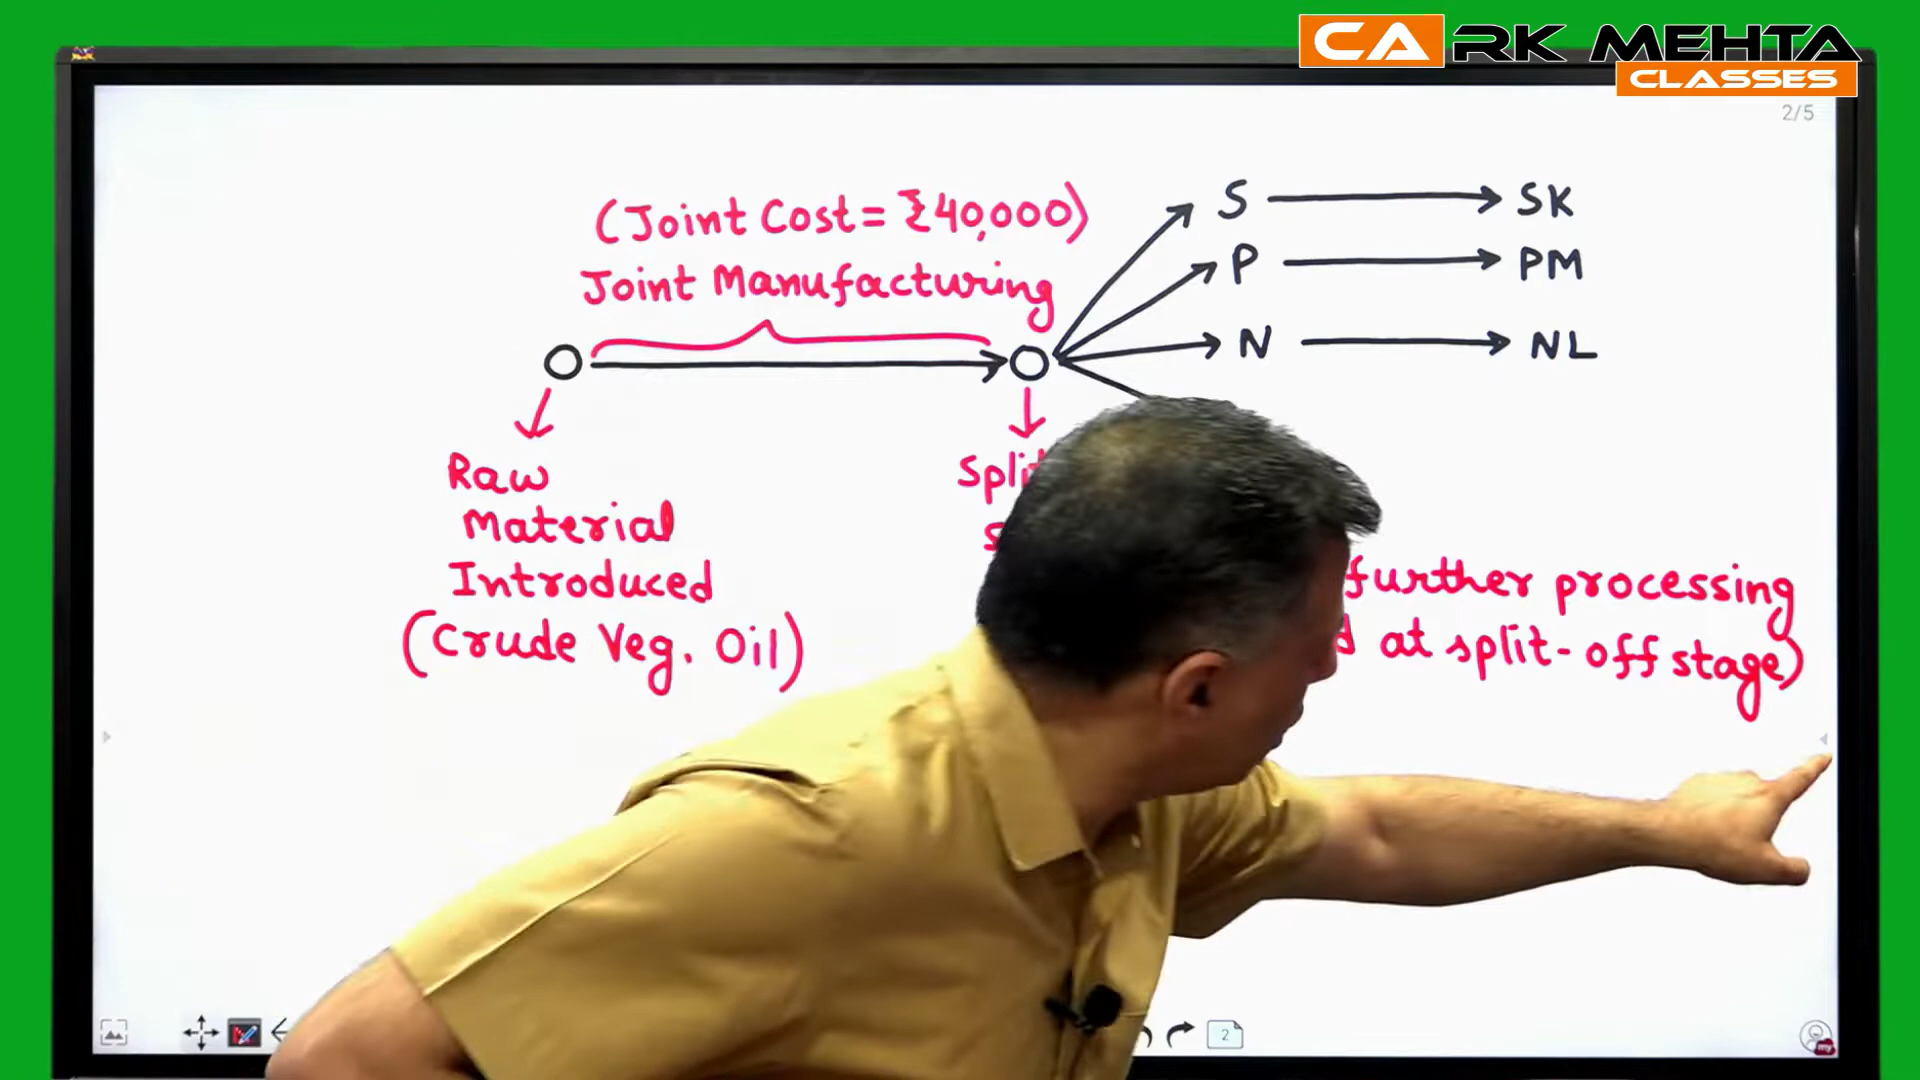 CA RK MEHTA
CLASSES
2/5
(Joint Cost = ₹40,000)
Joint Manufacturing
S → SK
P → PM
N → NL
Raw
Material
Introduced
(Crude Veg. Oil)
further processing
at split-off stage)
2